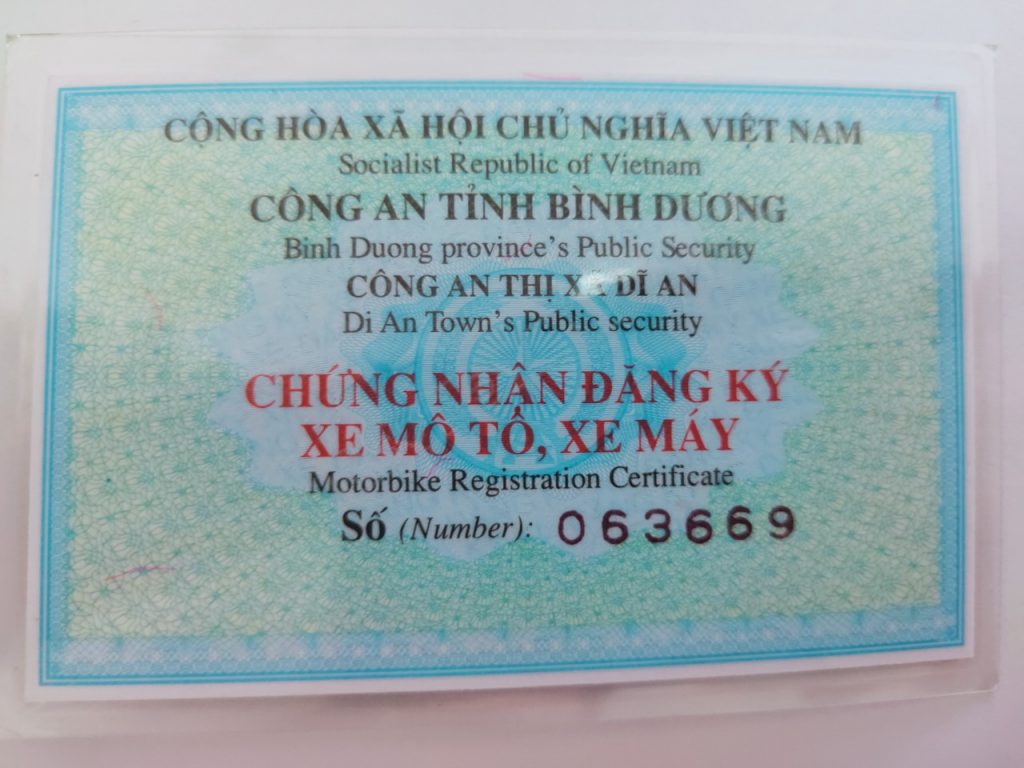 CỘNG HÒA XÃ HỘI CHỦ NGHĨA VIỆT NAM
Socialist Republic of Vietnam
CÔNG AN TỈNH BÌNH DƯƠNG
Binh Duong province's Public Security
CÔNG AN THỊ XÃ DĨ AN
Di An Town's Public security
CHỨNG NHẬN ĐĂNG KÝ
XE MÔ TÔ, XE MÁY
Motorbike Registration Certificate
Số (Number): 063669